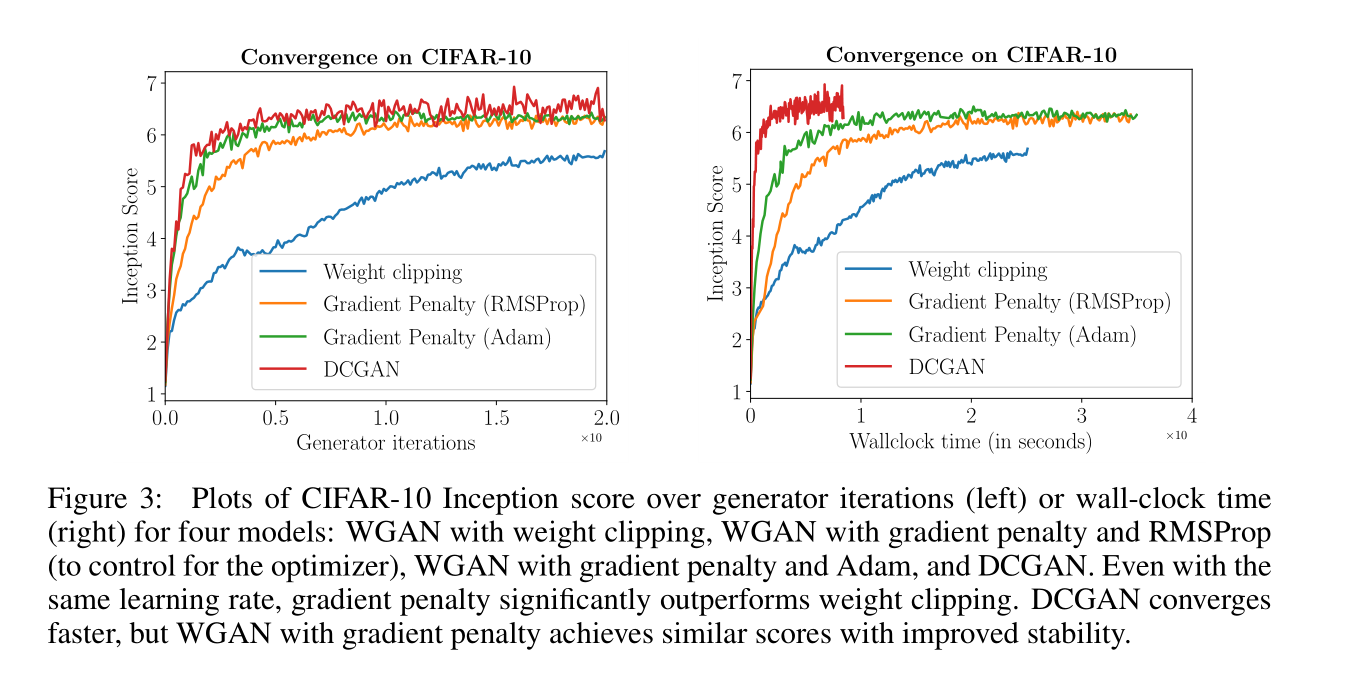 Convergence on CIFAR-10
7
6
5
4
3
2
1
Inception Score
Weight clipping
Gradient Penalty (RMSProp)
Gradient Penalty (Adam)
DCGAN
0.0 0.5 1.0 1.5 2.0
Generator iterations
×10
Convergence on CIFAR-10
7
6
5
4
3
2
1
Inception Score
Weight clipping
Gradient Penalty (RMSProp)
Gradient Penalty (Adam)
DCGAN
0 1 2 3 4
Wallclock time (in seconds)
×10
Figure 3: Plots of CIFAR-10 Inception score over generator iterations (left) or wall-clock time
(right) for four models: WGAN with weight clipping, WGAN with gradient penalty and RMSProp
(to control for the optimizer), WGAN with gradient penalty and Adam, and DCGAN. Even with the
same learning rate, gradient penalty significantly outperforms weight clipping. DCGAN converges
faster, but WGAN with gradient penalty achieves similar scores with improved stability.